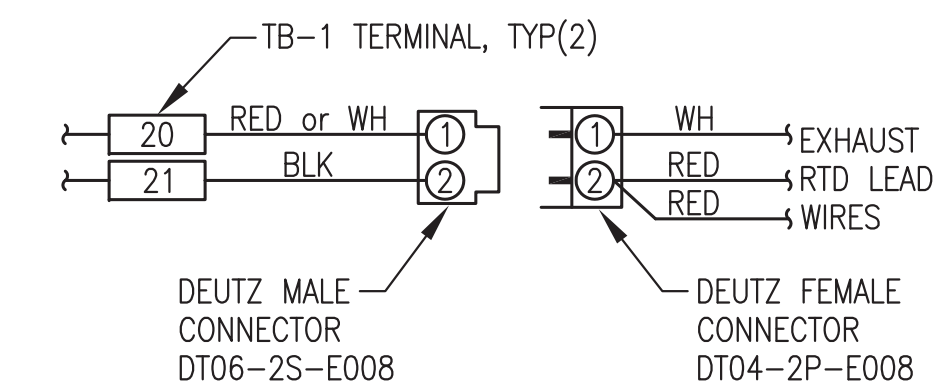 TB-1 TERMINAL, TYP(2)
20 RED or WH 1
21 BLK 2
1 WH EXHAUST
2 RED RTD LEAD
RED WIRES
DEUTZ MALE
CONNECTOR
DT06-2S-E008
DEUTZ FEMALE
CONNECTOR
DT04-2P-E008